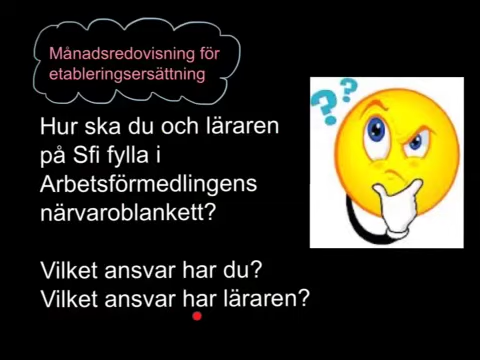 Månadsredovisning för
etableringsersättning
Hur ska du och läraren
på Sfi fylla i
Arbetsförmedlingens
närvaroblankett?
Vilket ansvar har du?
Vilket ansvar har läraren?
??